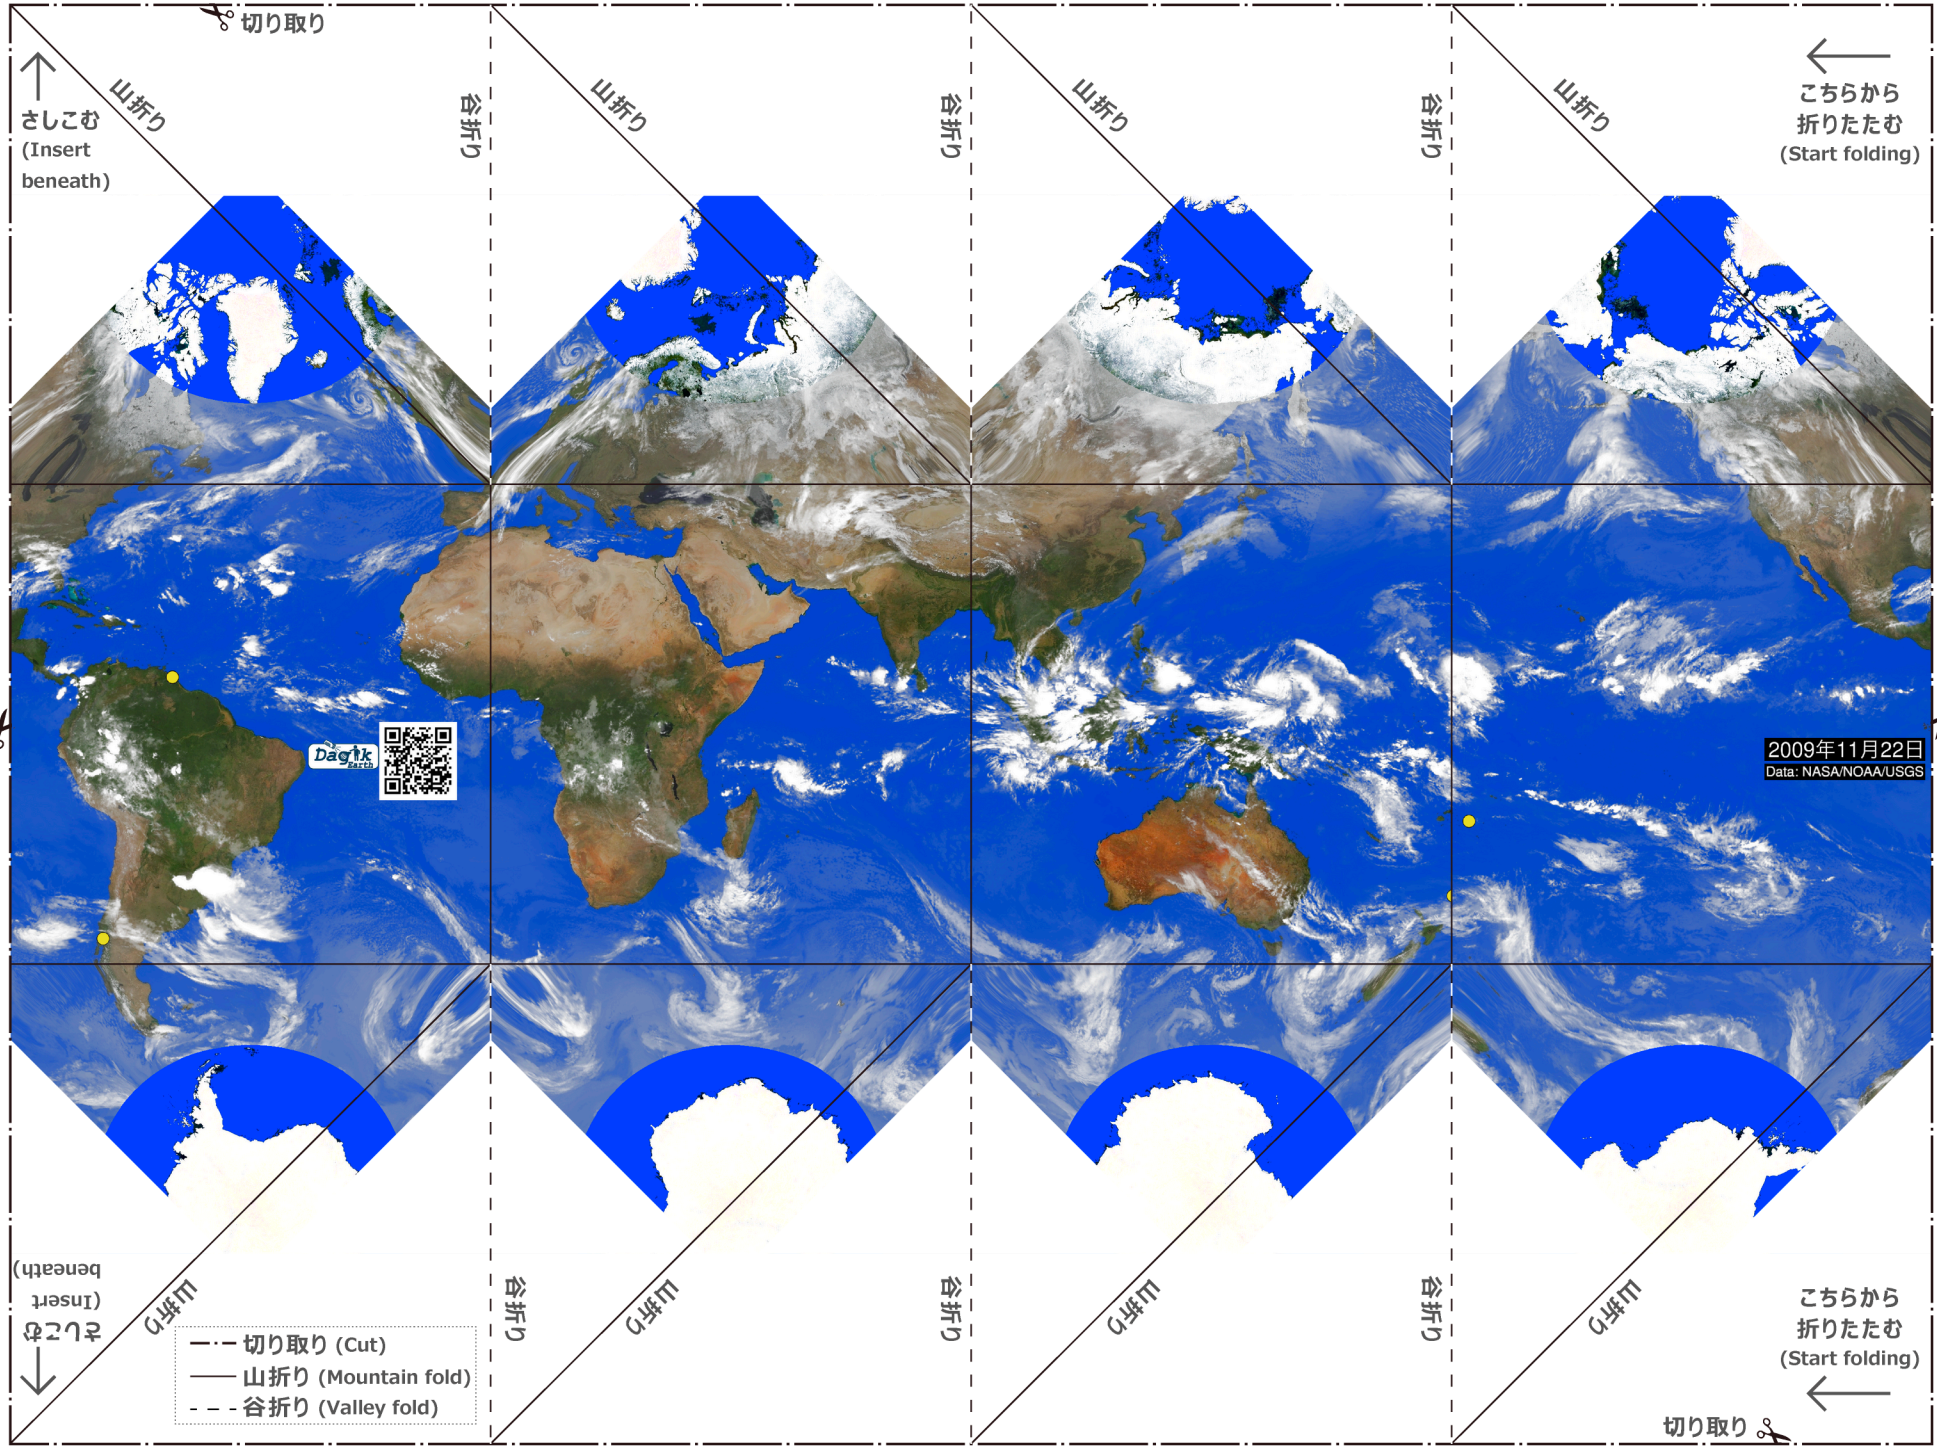 切り取り
さしこむ
(Insert
beneath)
山折り
谷折り
山折り
谷折り
山折り
谷折り
山折り
こちらから
折りたたむ
(Start folding)
Dagik
Earth
2009年11月22日
Data: NASA/NOAA/USGS
さしこむ
(Insert
beneath)
山折り
谷折り
山折り
谷折り
山折り
谷折り
山折り
こちらから
折りたたむ
(Start folding)
切り取り (Cut)
山折り (Mountain fold)
谷折り (Valley fold)
切り取り